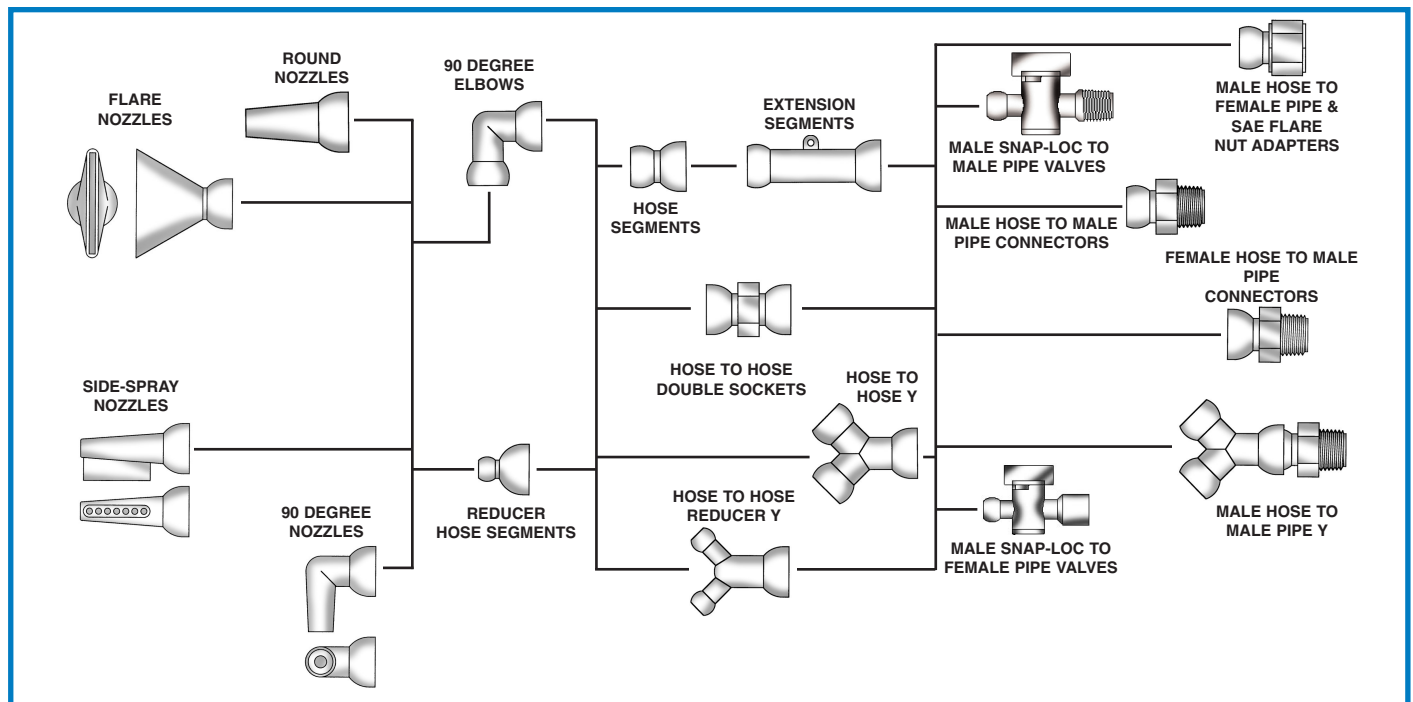 ROUND
NOZZLES
FLARE
NOZZLES
90 DEGREE
ELBOWS
EXTENSION
SEGMENTS
HOSE
SEGMENTS
MALE HOSE TO
FEMALE PIPE &
SAE FLARE
NUT ADAPTERS
MALE SNAP-LOC TO
MALE PIPE VALVES
MALE HOSE TO MALE
PIPE CONNECTORS
FEMALE HOSE TO MALE
PIPE
CONNECTORS
HOSE TO HOSE
DOUBLE SOCKETS
HOSE TO
HOSE Y
SIDE-SPRAY
NOZZLES
90 DEGREE
NOZZLES
REDUCER
HOSE SEGMENTS
HOSE TO HOSE
REDUCER Y
MALE SNAP-LOC TO
FEMALE PIPE VALVES
MALE HOSE TO
MALE PIPE Y